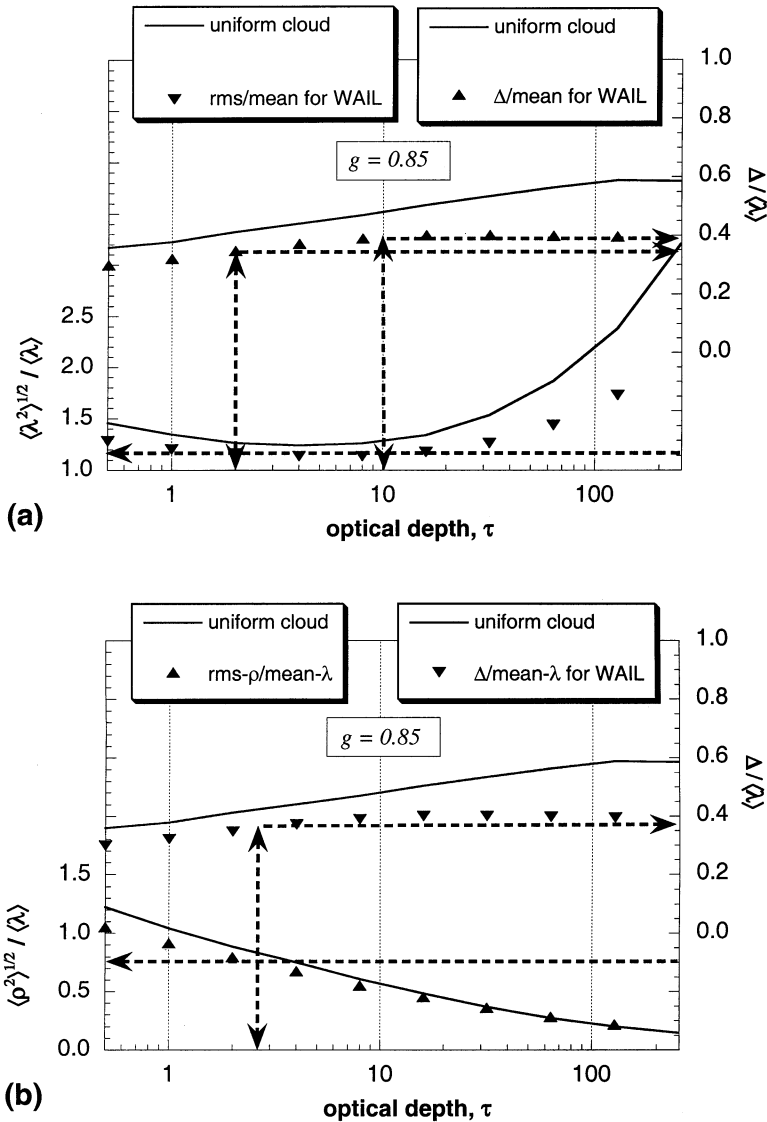 uniform cloud
rms/mean for WAIL
uniform cloud
Δ/mean for WAIL
g = 0.85
1.0
0.8
0.6
0.4
0.2
0.0
Δ/⟨λ⟩
2.5
2.0
1.5
1.0
⟨λ²⟩^1/2 / ⟨λ⟩
1
10
100
(a)
optical depth, τ
uniform cloud
rms-ρ/mean-λ
uniform cloud
Δ/mean-λ for WAIL
g = 0.85
1.0
0.8
0.6
0.4
0.2
0.0
Δ/⟨λ⟩
1.5
1.0
0.5
0.0
⟨ρ²⟩^1/2 / ⟨λ⟩
1
10
100
(b)
optical depth, τ